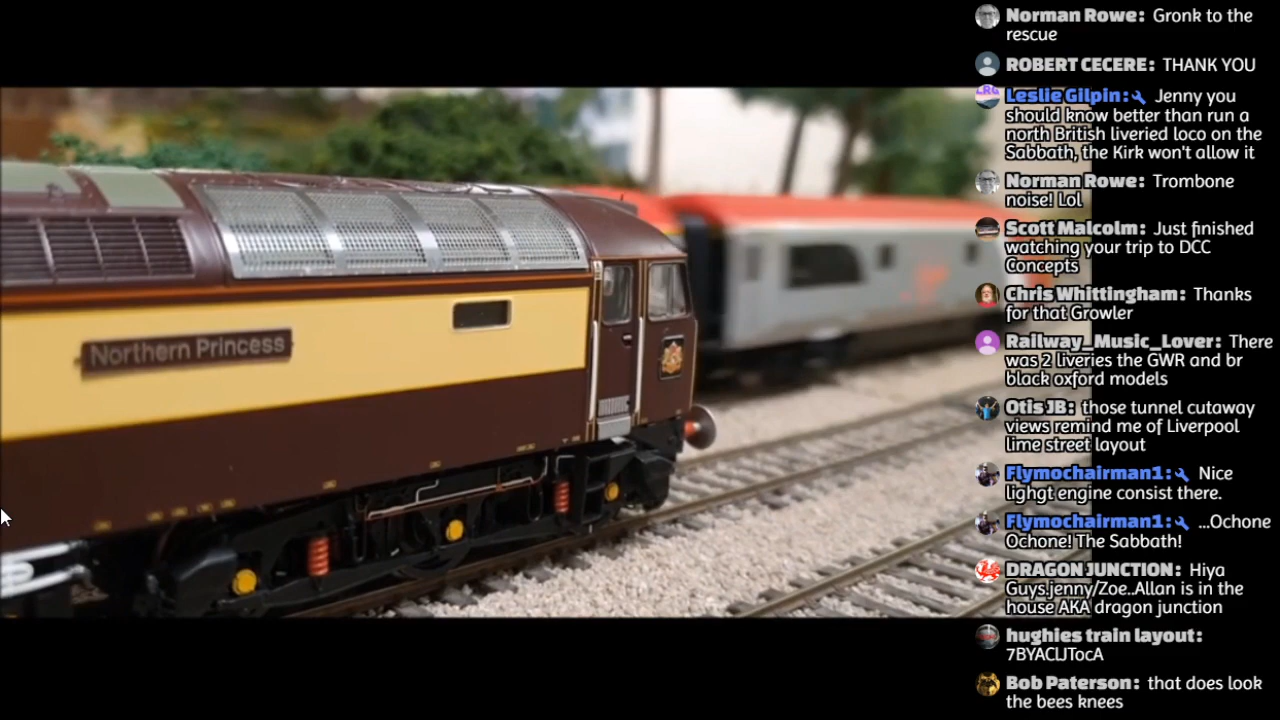 Norman Rowe: Gronk to the
rescue
ROBERT CECERE: THANK YOU
Leslie Gilpin: Jenny you
should know better than run a
north British liveried loco on the
Sabbath, the Kirk won't allow it
Norman Rowe: Trombone
noise! Lol
Scott Malcolm: Just finished
watching your trip to DCC
Concepts
Chris Whittingham: Thanks
for that Growler
Railway_Music_Lover: There
was 2 liveries the GWR and br
black oxford models
Otis JB: those tunnel cutaway
views remind me of Liverpool
lime street layout
Flymochairman1: Nice
lighgt engine consist there.
Flymochairman1: ...Ochone
Ochone! The Sabbath!
DRAGON JUNCTION: Hiya
Guys.jenny/Zoe..Allan is in the
house AKA dragon junction
hughies train layout:
7BYACLJTocA
Bob Paterson: that does look
the bees knees
Northern Princess